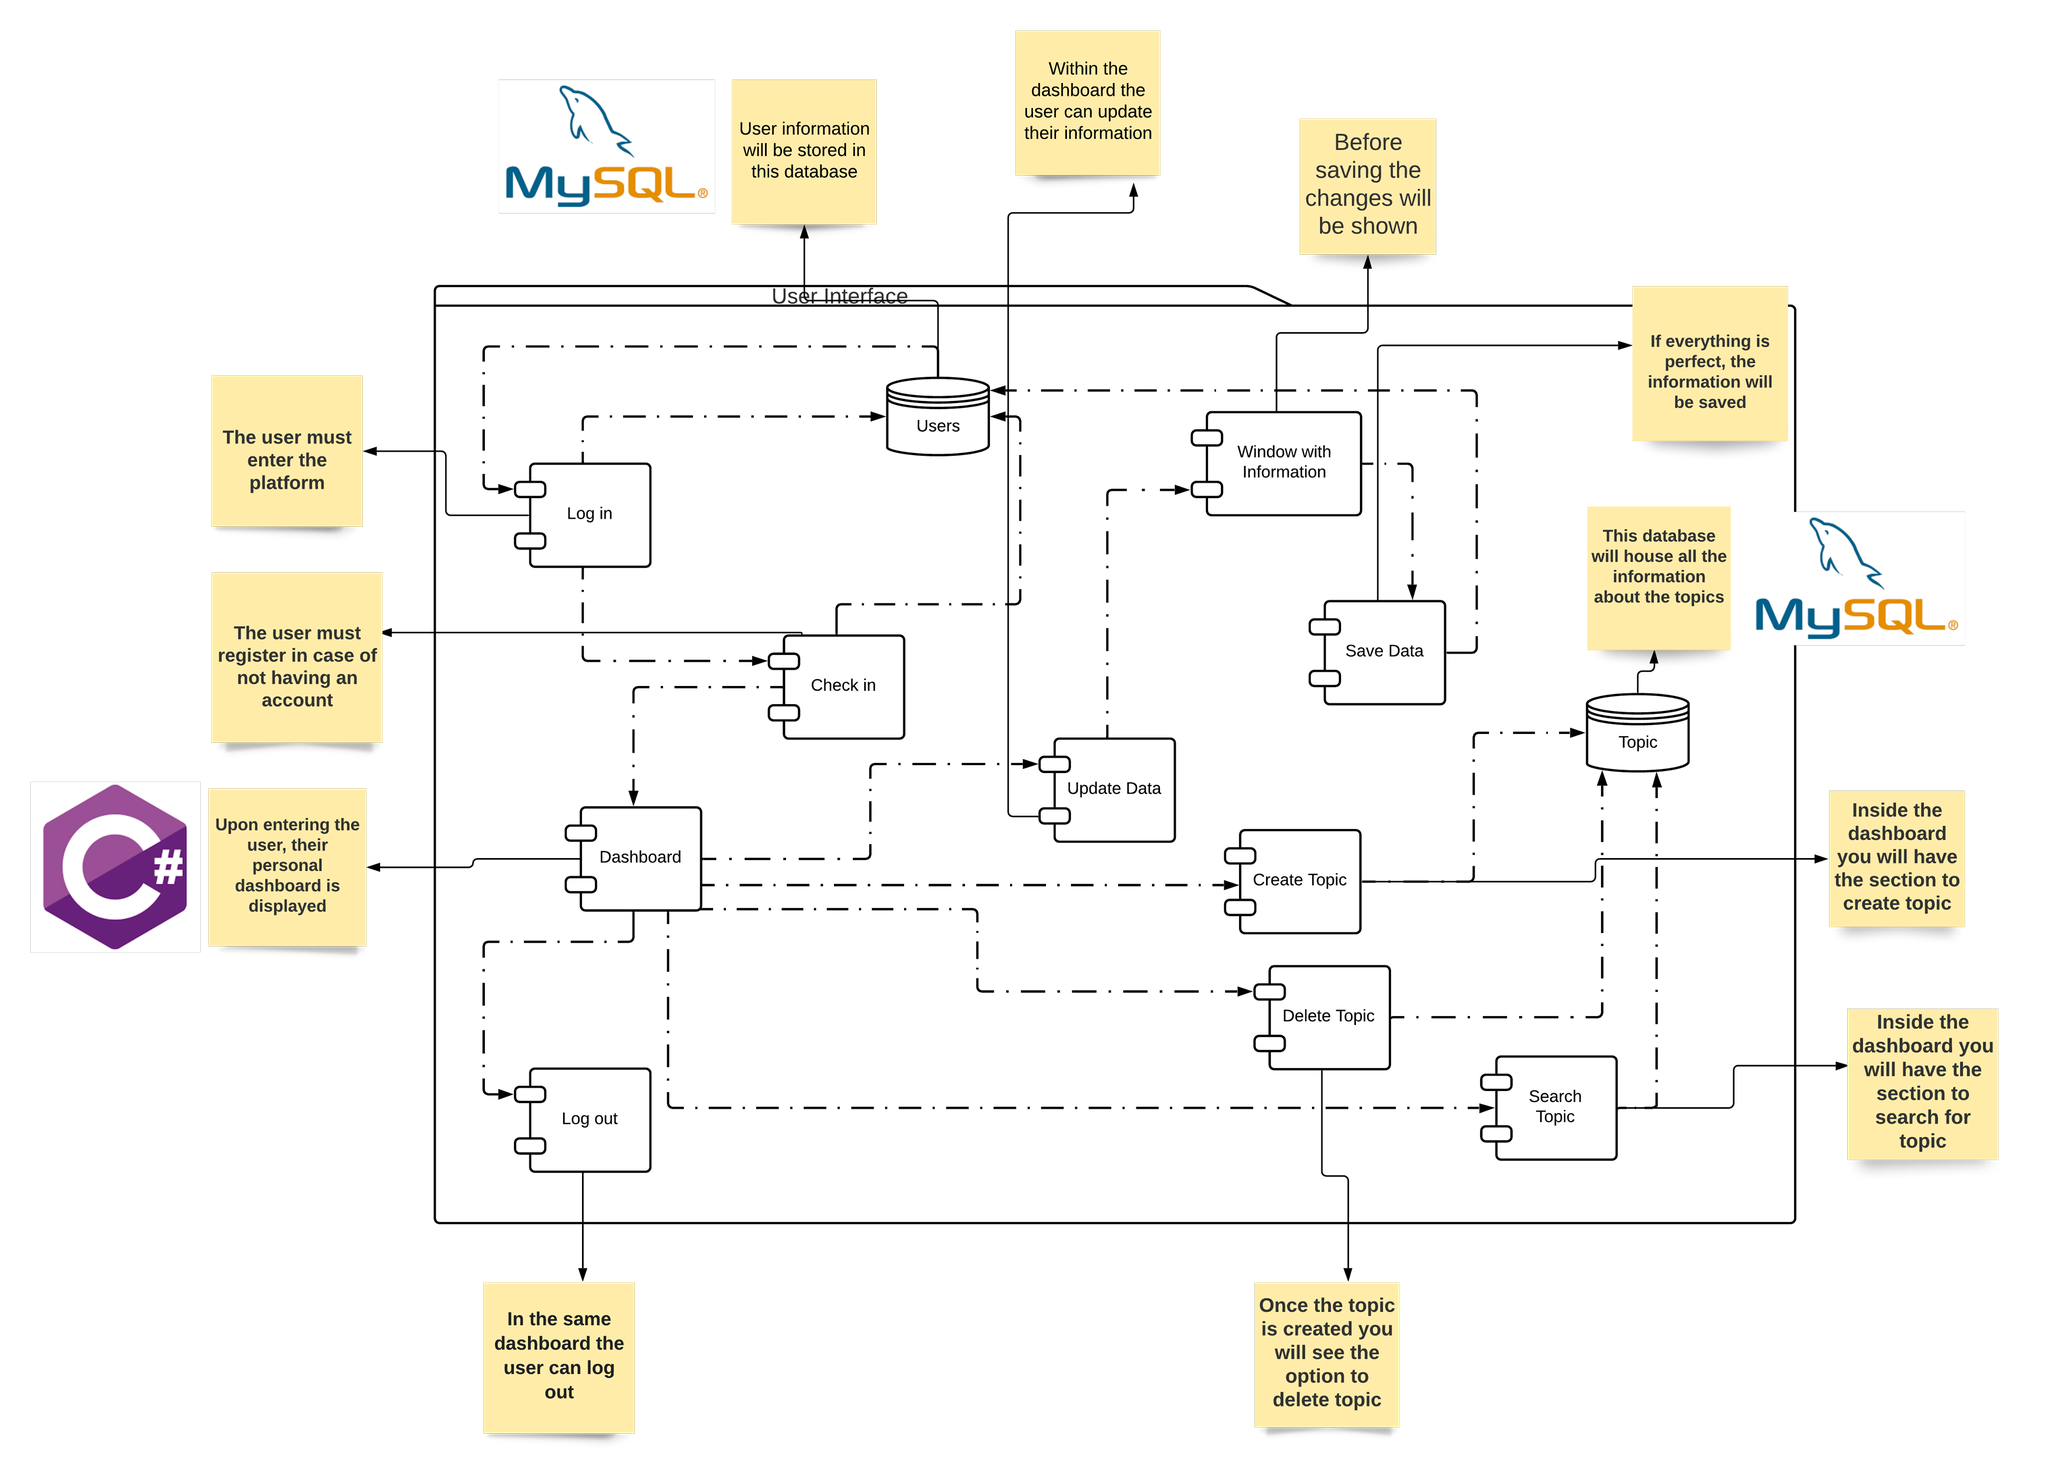 Within the
dashboard the
user can update
their information
MySQL®
User information
will be stored in
this database
Before
saving the
changes will
be shown
User Interface
If everything is
perfect, the
information will
be saved
The user must
enter the
platform
Users
Window with
Information
Log in
This database
will house all the
information
about the topics
MySQL®
The user must
register in case of
not having an
account
Check in
Save Data
Topic
Update Data
C#
Upon entering the
user, their
personal
dashboard is
displayed
Dashboard
Create Topic
Inside the
dashboard
you will have
the section to
create topic
Delete Topic
Inside the
dashboard you
will have the
section to
search for
topic
Log out
Search
Topic
In the same
dashboard the
user can log
out
Once the topic
is created you
will see the
option to
delete topic